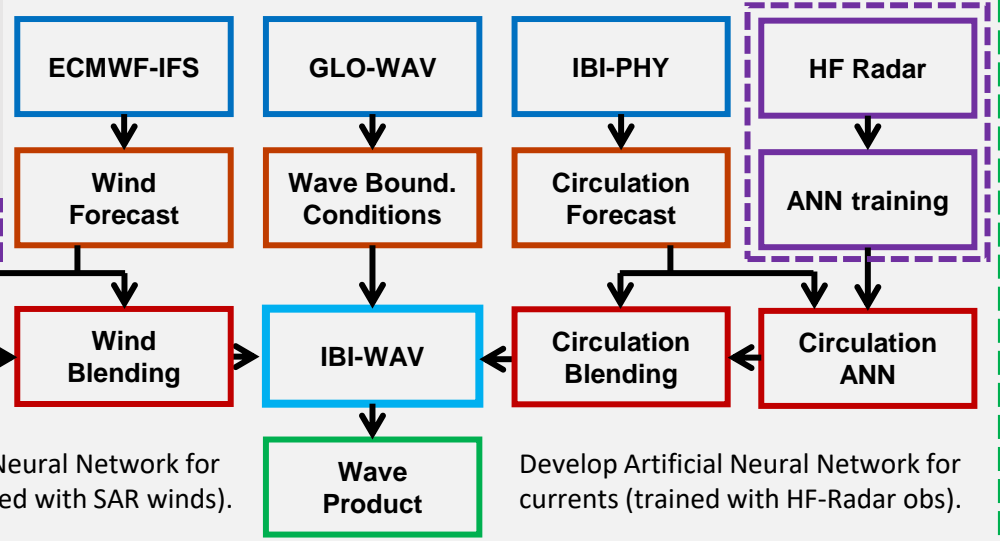 ECMWF-IFS
GLO-WAV
IBI-PHY
HF Radar
Wind
Forecast
Wave Bound.
Conditions
Circulation
Forecast
ANN training
Wind
Blending
IBI-WAV
Circulation
Blending
Circulation
ANN
Wave
Product
Neural Network for
with SAR winds).
Develop Artificial Neural Network for
currents (trained with HF-Radar obs).